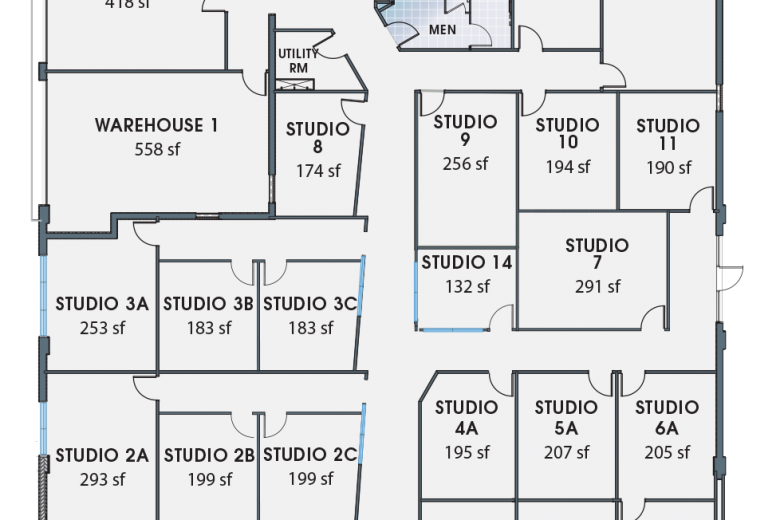 418 sf
MEN
UTILITY
RM
WAREHOUSE 1
558 sf
STUDIO
8
174 sf
STUDIO
9
256 sf
STUDIO
10
194 sf
STUDIO
11
190 sf
STUDIO 14
132 sf
STUDIO
7
291 sf
STUDIO 3A
253 sf
STUDIO 3B
183 sf
STUDIO 3C
183 sf
STUDIO 2A
293 sf
STUDIO 2B
199 sf
STUDIO 2C
199 sf
STUDIO
4A
195 sf
STUDIO
5A
207 sf
STUDIO
6A
205 sf